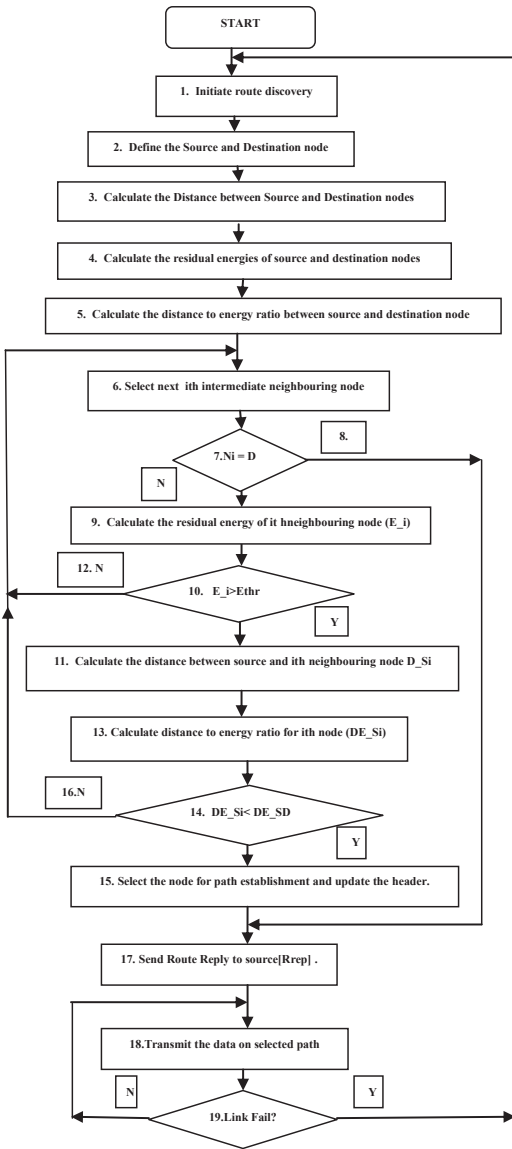 START
1. Initiate route discovery
2. Define the Source and Destination node
3. Calculate the Distance between Source and Destination nodes
4. Calculate the residual energies of source and destination nodes
5. Calculate the distance to energy ratio between source and destination node
6. Select next ith intermediate neighbouring node
8.
7.Ni = D
N
9. Calculate the residual energy of it hneighbouring node (E_i)
12. N
10. E_i>Ethr
Y
11. Calculate the distance between source and ith neighbouring node D_Si
13. Calculate distance to energy ratio for ith node (DE_Si)
16.N
14. DE_Si< DE_SD
Y
15. Select the node for path establishment and update the header.
17. Send Route Reply to source[Rrep] .
18.Transmit the data on selected path
N
Y
19.Link Fail?